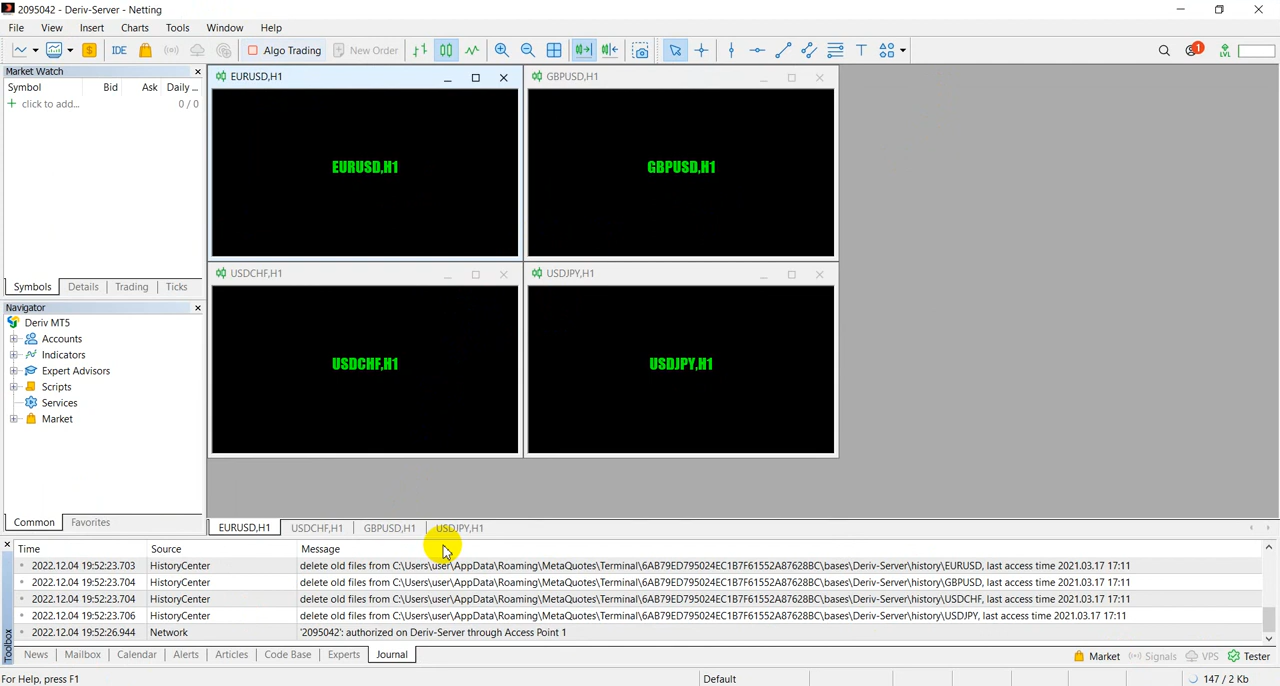 2095042 - Deriv-Server - Netting
File View Insert Charts Tools Window Help
IDE Algo Trading New Order T 1 LVL
Market Watch
Symbol Bid Ask Daily ...
click to add... 0 / 0
Symbols Details Trading Ticks
Navigator
Deriv MT5
Accounts
Indicators
Expert Advisors
Scripts
Services
Market
Common Favorites
EURUSD,H1
EURUSD,H1
GBPUSD,H1
GBPUSD,H1
USDCHF,H1
USDCHF,H1
USDJPY,H1
USDJPY,H1
EURUSD,H1 USDCHF,H1 GBPUSD,H1 USDJPY,H1
Toolbox
Time Source Message
2022.12.04 19:52:23.703 HistoryCenter delete old files from C:\Users\user\AppData\Roaming\MetaQuotes\Terminal\6AB79ED795024EC1B7F61552A87628BC\bases\Deriv-Server\history\EURUSD, last access time 2021.03.17 17:11
2022.12.04 19:52:23.704 HistoryCenter delete old files from C:\Users\user\AppData\Roaming\MetaQuotes\Terminal\6AB79ED795024EC1B7F61552A87628BC\bases\Deriv-Server\history\GBPUSD, last access time 2021.03.17 17:11
2022.12.04 19:52:23.704 HistoryCenter delete old files from C:\Users\user\AppData\Roaming\MetaQuotes\Terminal\6AB79ED795024EC1B7F61552A87628BC\bases\Deriv-Server\history\USDCHF, last access time 2021.03.17 17:11
2022.12.04 19:52:23.706 HistoryCenter delete old files from C:\Users\user\AppData\Roaming\MetaQuotes\Terminal\6AB79ED795024EC1B7F61552A87628BC\bases\Deriv-Server\history\USDJPY, last access time 2021.03.17 17:11
2022.12.04 19:52:26.944 Network '2095042': authorized on Deriv-Server through Access Point 1
News Mailbox Calendar Alerts Articles Code Base Experts Journal Market Signals VPS Tester
For Help, press F1 Default 147 / 2 Kb